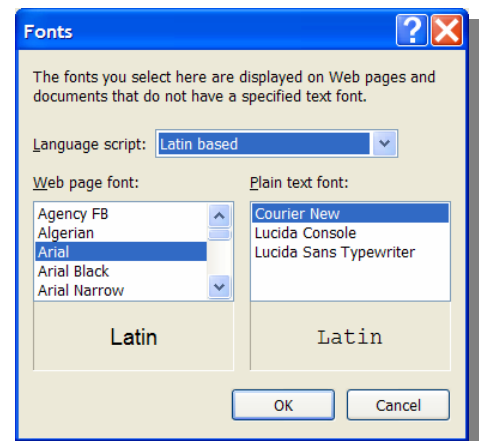 Fonts
The fonts you select here are displayed on Web pages and
documents that do not have a specified text font.
Language script: Latin based
Web page font:
Agency FB
Algerian
Arial
Arial Black
Arial Narrow
Latin
Plain text font:
Courier New
Lucida Console
Lucida Sans Typewriter
Latin
OK
Cancel